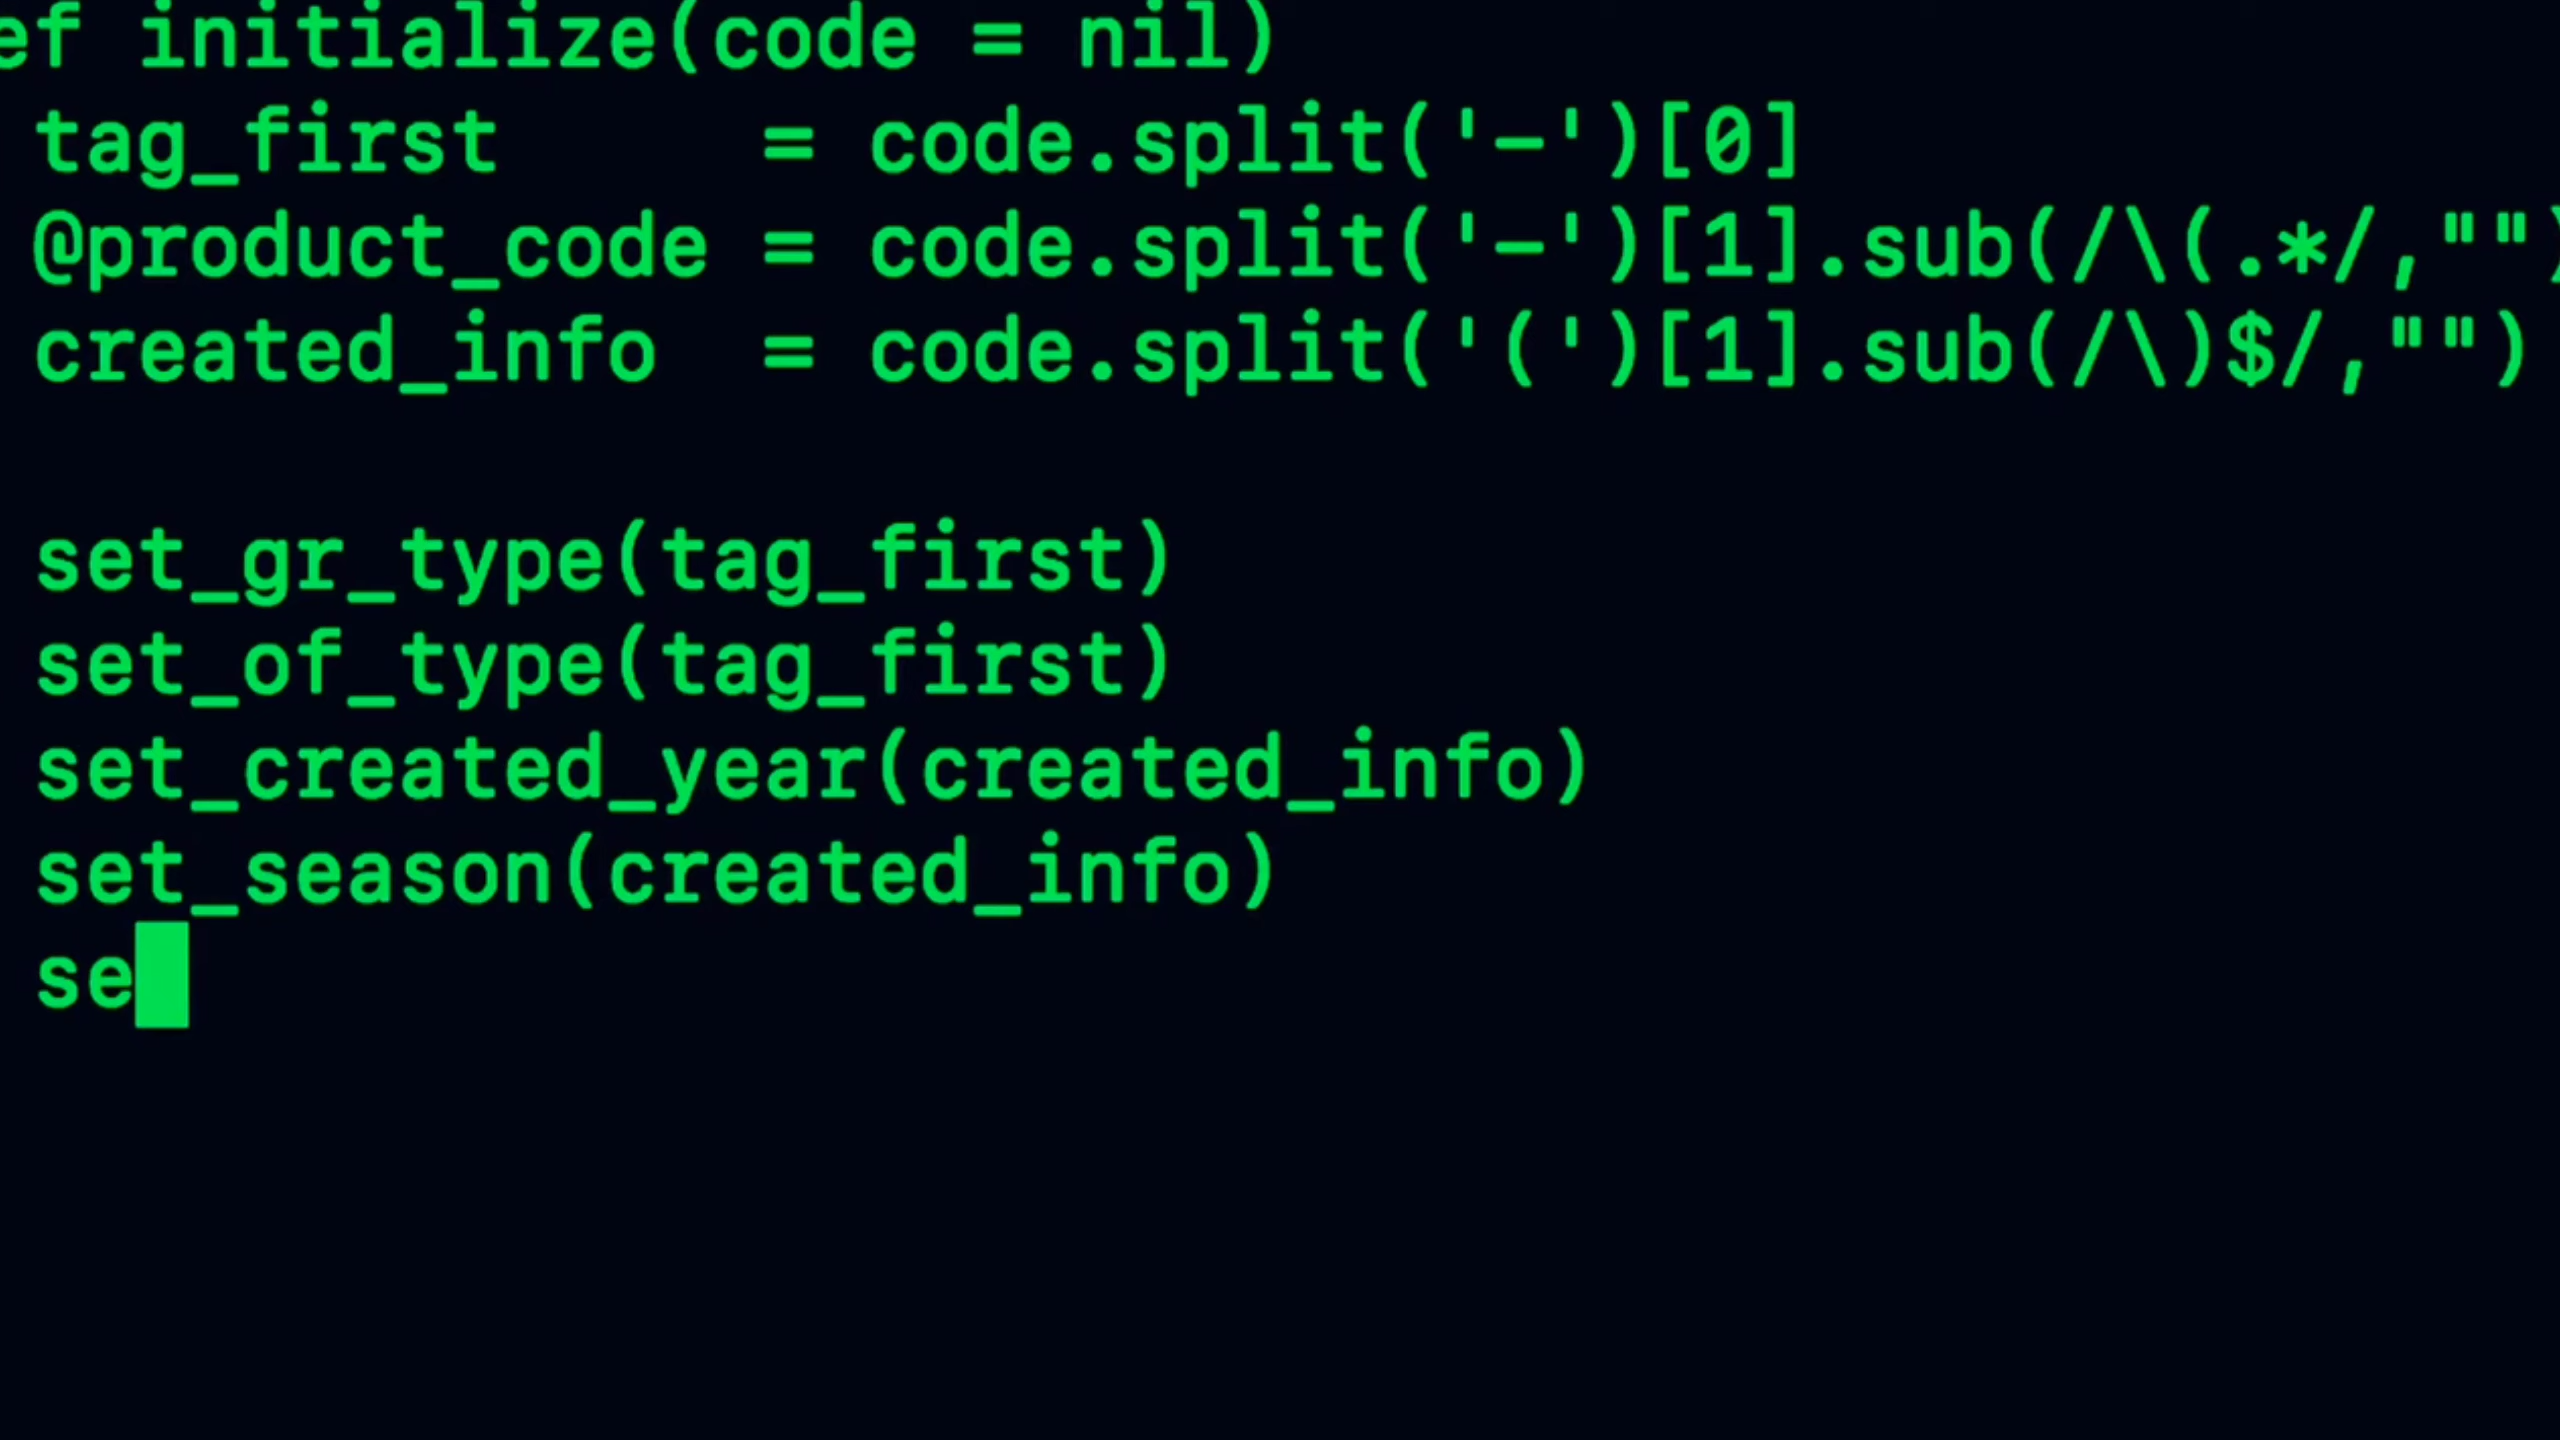 ef initialize(code = nil)
tag_first     = code.split('-')[0]
@product_code = code.split('-')[1].sub(/\(.*/,"")
created_info  = code.split('(')[1].sub(/\)$/,"")
set_gr_type(tag_first)
set_of_type(tag_first)
set_created_year(created_info)
set_season(created_info)
se